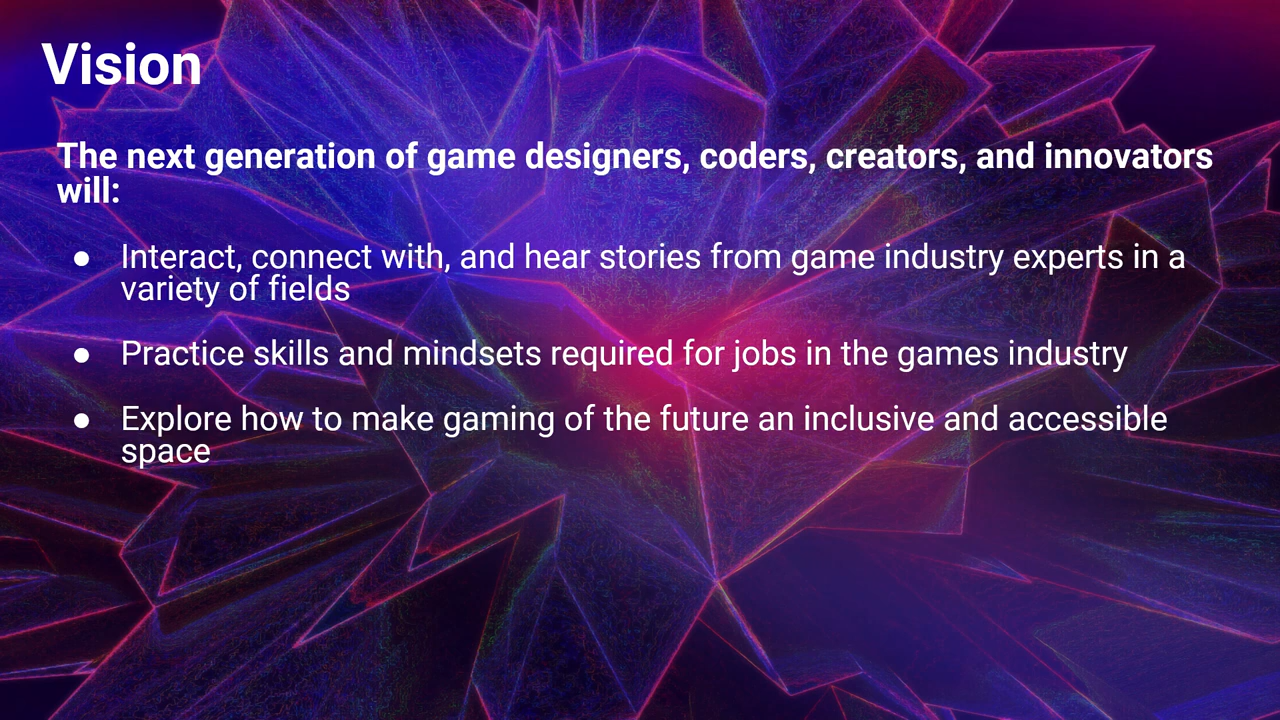 Vision
The next generation of game designers, coders, creators, and innovators
will:
● Interact, connect with, and hear stories from game industry experts in a
variety of fields
● Practice skills and mindsets required for jobs in the games industry
● Explore how to make gaming of the future an inclusive and accessible
space